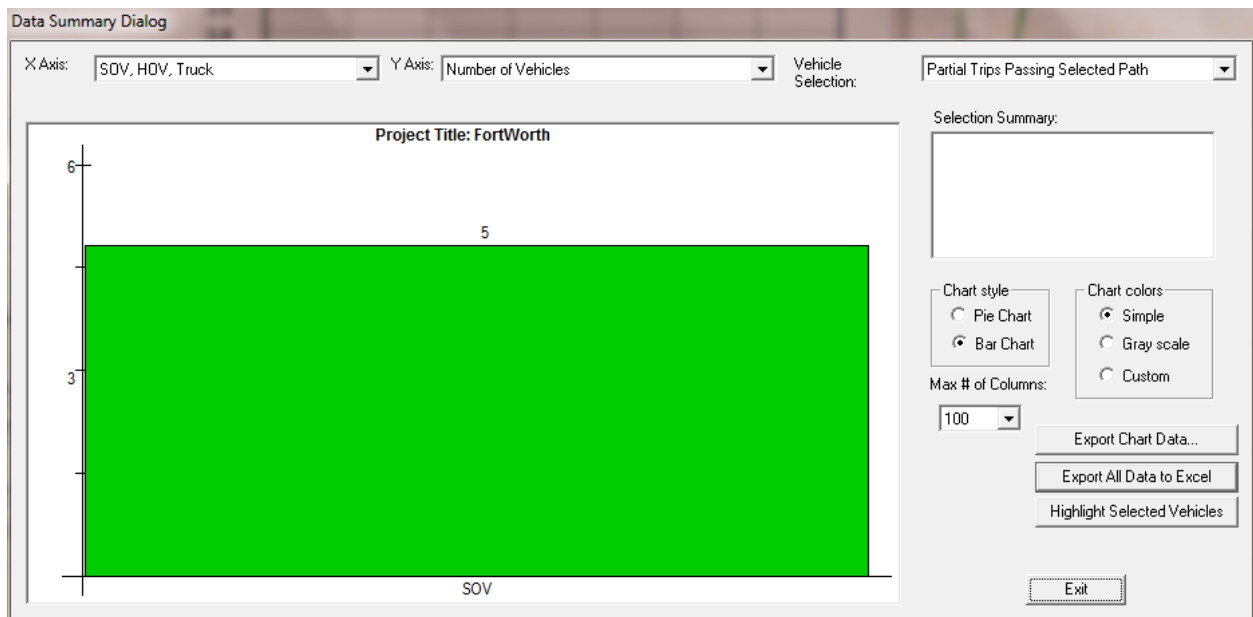 Data Summary Dialog
X Axis: SOV, HOV, Truck Y Axis: Number of Vehicles Vehicle Selection: Partial Trips Passing Selected Path
Project Title: FortWorth
6
5
3
SOV
Selection Summary:
Chart style
Pie Chart
Bar Chart
Chart colors
Simple
Gray scale
Custom
Max # of Columns:
100
Export Chart Data...
Export All Data to Excel
Highlight Selected Vehicles
Exit